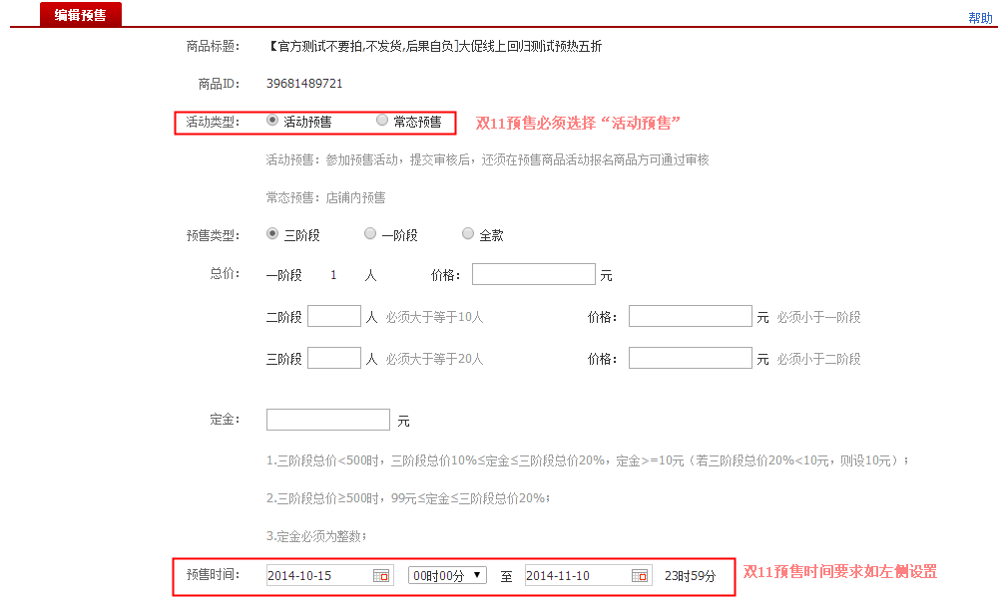 编辑预售
帮助
商品标题： 【官方测试不要拍,不发货,后果自负]大促线上回归测试预热五折
商品ID： 39681489721
活动类型： 活动预售 常态预售 双11预售必须选择“活动预售”
活动预售：参加预售活动，提交审核后，还须在预售商品活动报名商品方可通过审核
常态预售：店铺内预售
预售类型： 三阶段 一阶段 全款
总价： 一阶段 1 人 价格： 元
二阶段 人 必须大于等于10人 价格： 元 必须小于一阶段
三阶段 人 必须大于等于20人 价格： 元 必须小于二阶段
定金： 元
1.三阶段总价<500时，三阶段总价10%≤定金≤三阶段总价20%，定金>=10元（若三阶段总价20%<10元，则设10元）；
2.三阶段总价≥500时，99元≤定金≤三阶段总价20%；
3.定金必须为整数；
预售时间： 2014-10-15 00时00分 至 2014-11-10 23时59分 双11预售时间要求如左侧设置